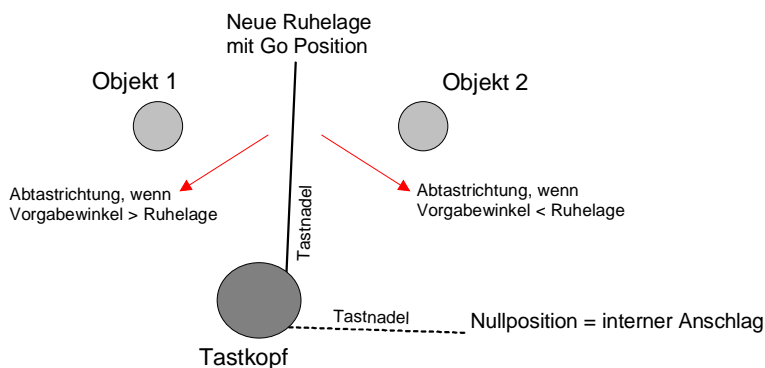 Neue Ruhelage
mit Go Position
Objekt 1
Objekt 2
Abtastrichtung, wenn
Vorgabewinkel > Ruhelage
Abtastrichtung, wenn
Vorgabewinkel < Ruhelage
Tastnadel
Tastnadel
Nullposition = interner Anschlag
Tastkopf